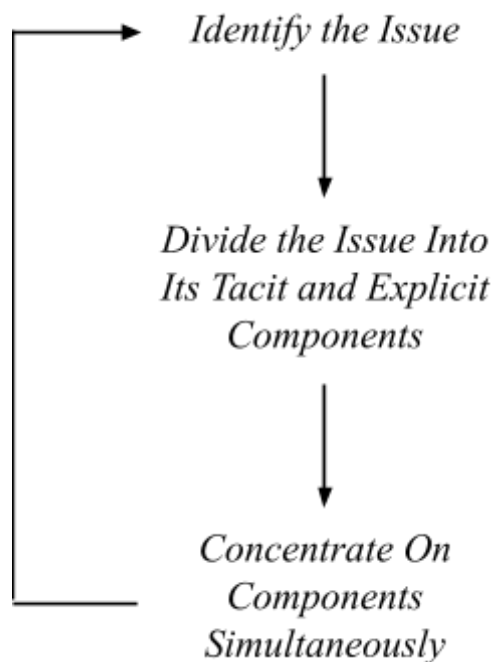 Identify the Issue
Divide the Issue Into
Its Tacit and Explicit
Components
Concentrate On
Components
Simultaneously